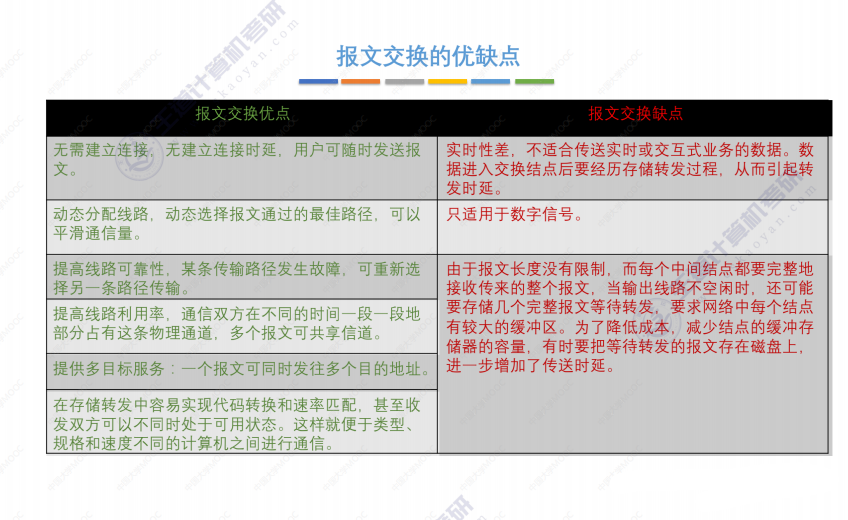 报文交换的优缺点
报文交换优点
报文交换缺点
无需建立连接，无建立连接时延，用户可随时发送报
文。
实时性差，不适合传送实时或交互式业务的数据。数
据进入交换结点后要经历存储转发过程，从而引起转
发时延。
动态分配线路，动态选择报文通过的最佳路径，可以
平滑通信量。
只适用于数字信号。
提高线路可靠性，某条传输路径发生故障，可重新选
择另一条路径传输。
提高线路利用率，通信双方在不同的时间一段一段地
部分占有这条物理通道，多个报文可共享信道。
提供多目标服务：一个报文可同时发往多个目的地址。
在存储转发中容易实现代码转换和速率匹配，甚至收
发双方可以不同时处于可用状态。这样就便于类型、
规格和速度不同的计算机之间进行通信。
由于报文长度没有限制，而每个中间结点都要完整地
接收传来的整个报文，当输出线路不空闲时，还可能
要存储几个完整报文等待转发，要求网络中每个结点
有较大的缓冲区。为了降低成本，减少结点的缓冲存
储器的容量，有时要把等待转发的报文存在磁盘上，
进一步增加了传送时延。